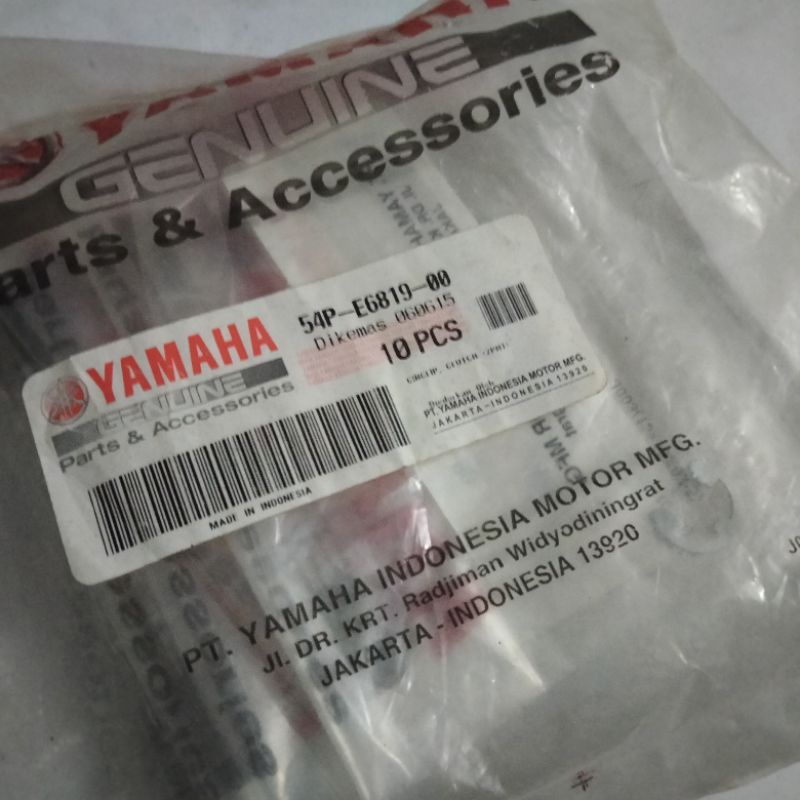 YAMAHA
GENUINE
Parts & Accessories
54P-E6819-00
Dikemas 060615
10 PCS
YAMAHA
GENUINE
Parts & Accessories
PT. YAMAHA INDONESIA MOTOR MFG.
JAKARTA-INDONESIA 13920
MADE IN INDONESIA
PT. YAMAHA INDONESIA MOTOR MFG.
Jl. DR. KRT. Radjiman Widyodiningrat
JAKARTA - INDONESIA 13920